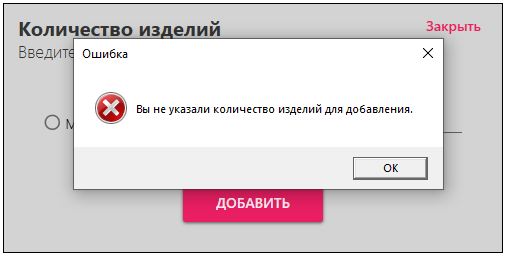 Количество изделий
Закрыть
Введите
Ошибка
Вы не указали количество изделий для добавления.
М
OK
ДОБАВИТЬ